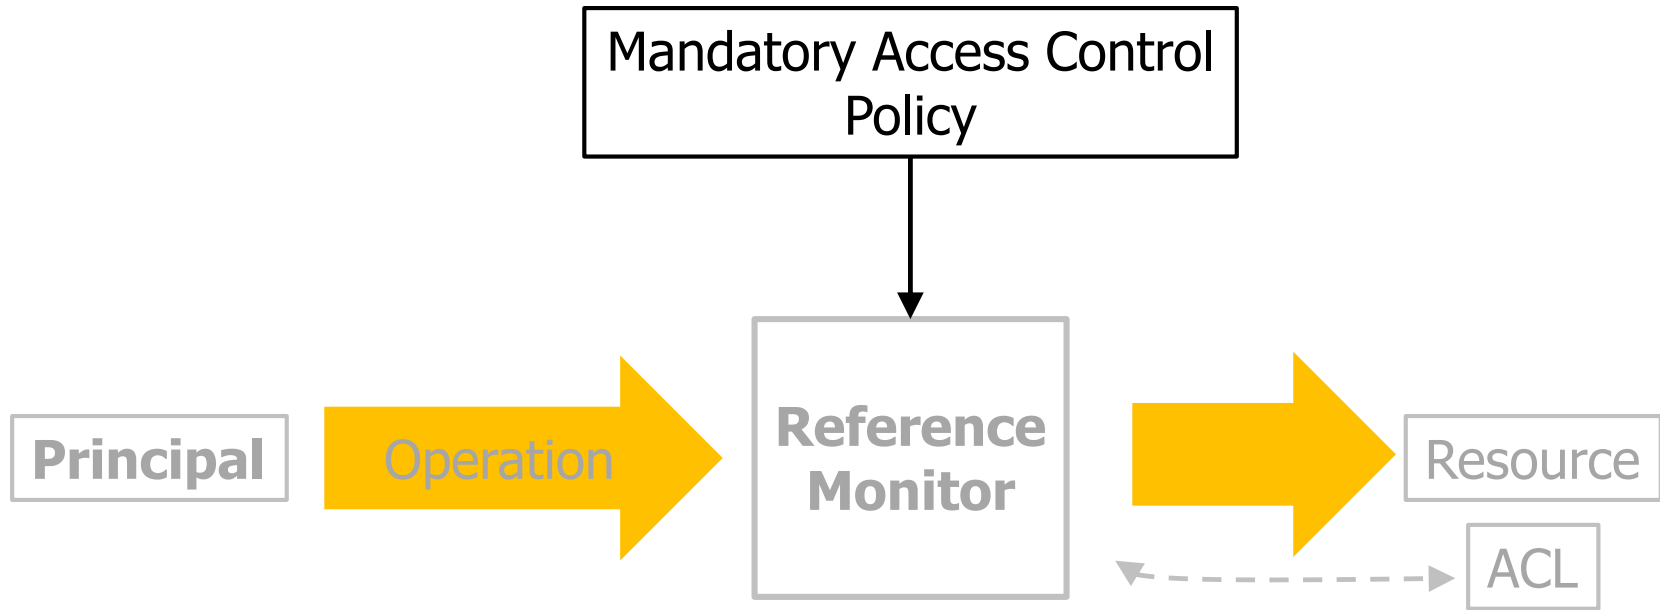 Mandatory Access Control
Policy
Principal
Operation
Reference
Monitor
Resource
ACL